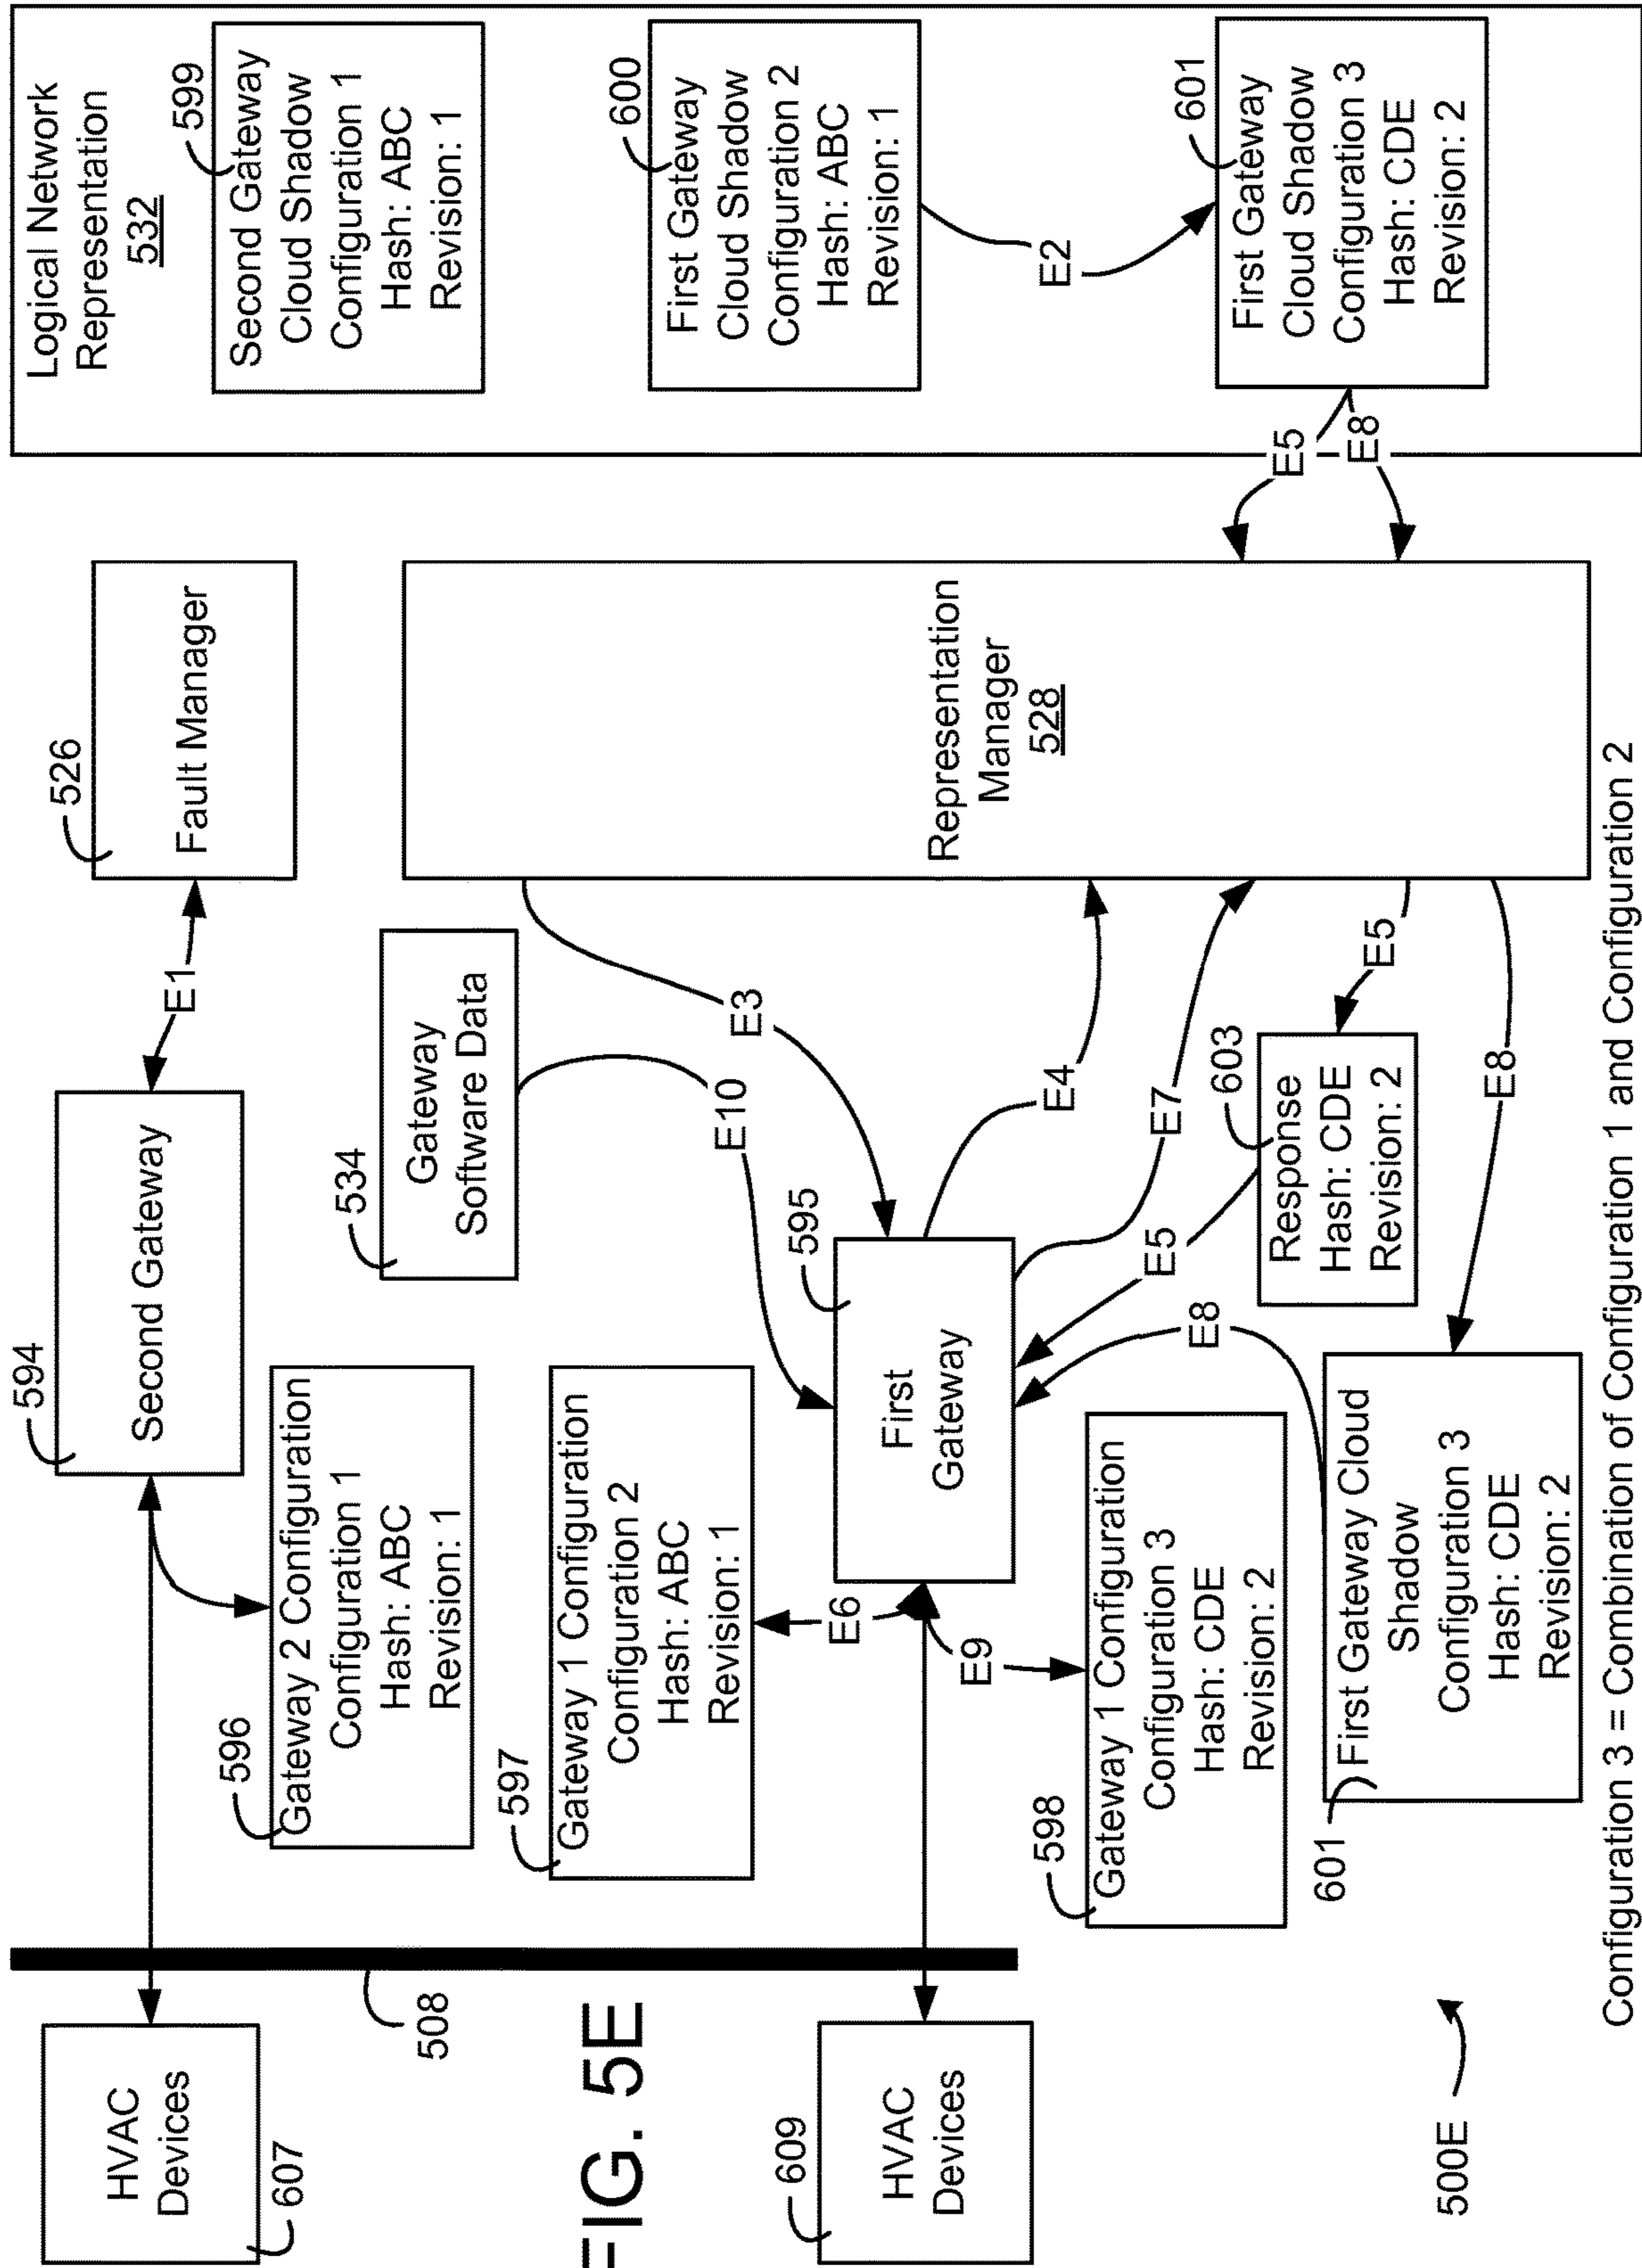 Logical Network
Representation
532
599
Second Gateway
Cloud Shadow
Configuration 1
Hash: ABC
Revision: 1
600
First Gateway
Cloud Shadow
Configuration 2
Hash: ABC
Revision: 1
E2
601
First Gateway
Cloud Shadow
Configuration 3
Hash: CDE
Revision: 2
E5
E8
526
Fault Manager
E1
Representation
Manager
528
594
Second Gateway
534
Gateway
Software Data
E3
E10
E4
E7
E5
603
Response
Hash: CDE
Revision: 2
E8
E5
E8
595
First
Gateway
596
Gateway 2 Configuration
Configuration 1
Hash: ABC
Revision: 1
597
Gateway 1 Configuration
Configuration 2
Hash: ABC
Revision: 1
E6
E9
598
Gateway 1 Configuration
Configuration 3
Hash: CDE
Revision: 2
601
First Gateway Cloud
Shadow
Configuration 3
Hash: CDE
Revision: 2
508
HVAC
Devices
607
FIG. 5E
609
HVAC
Devices
500E
Configuration 3 = Combination of Configuration 1 and Configuration 2